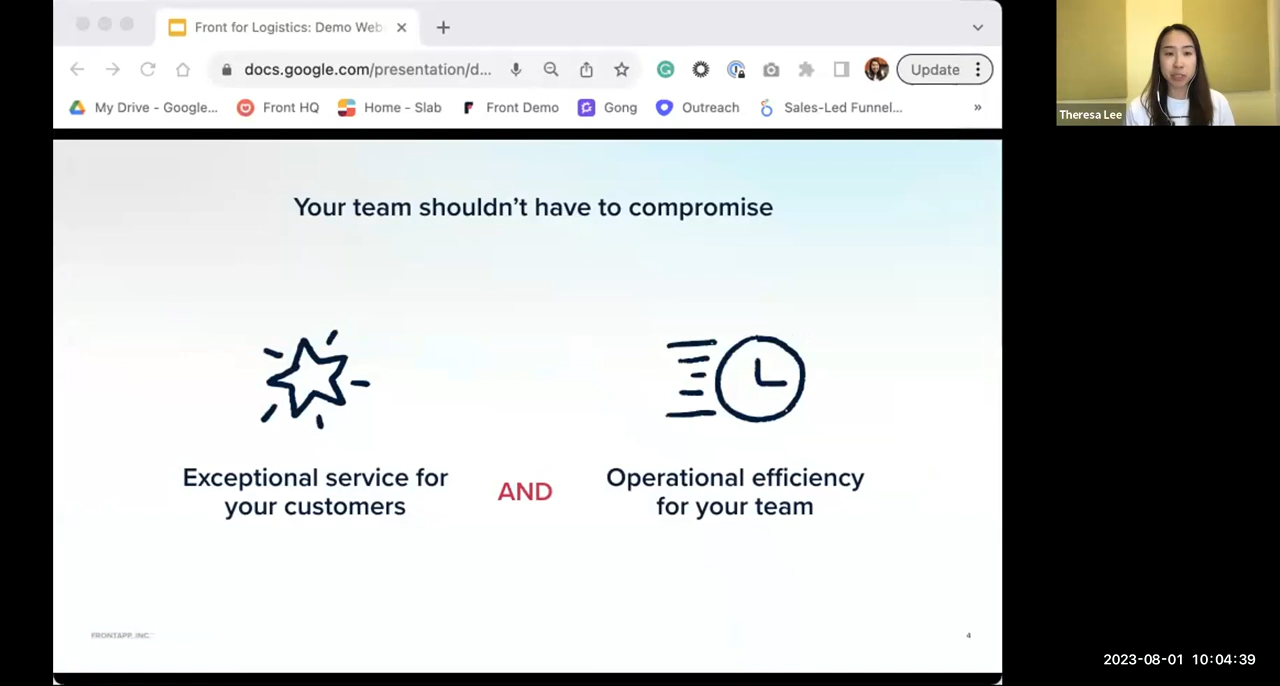 Front for Logistics: Demo Web
docs.google.com/presentation/d...
Update
My Drive - Google...
Front HQ
Home - Slab
Front Demo
Gong
Outreach
Sales-Led Funnel...
»
Theresa Lee
Your team shouldn’t have to compromise
Exceptional service for
your customers
AND
Operational efficiency
for your team
FRONTAPP, INC.
4
2023-08-01 10:04:39